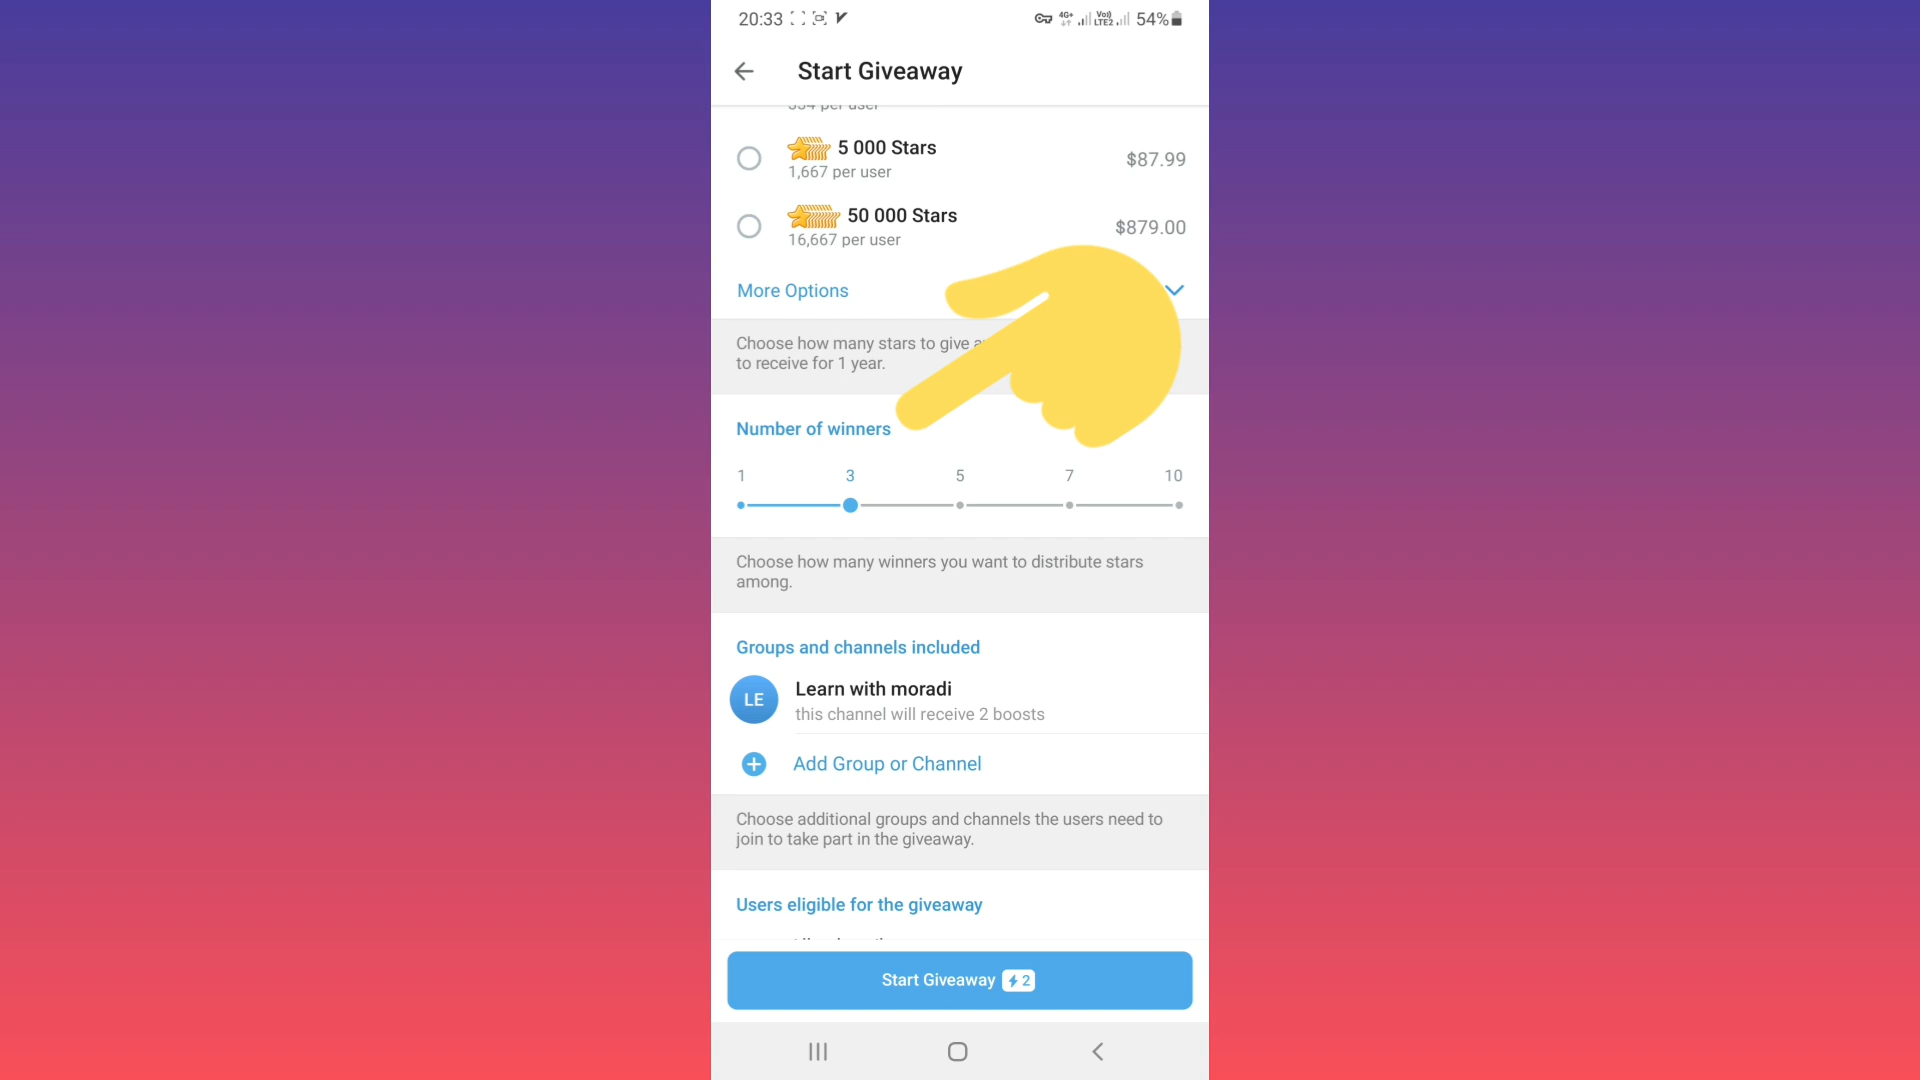 20:33
4G+ Vo) LTE2 54%
Start Giveaway
334 per user
5 000 Stars
$87.99
1,667 per user
50 000 Stars
$879.00
16,667 per user
More Options
Choose how many stars to give
to receive for 1 year.
Number of winners
1 3 5 7 10
Choose how many winners you want to distribute stars
among.
Groups and channels included
LE
Learn with moradi
this channel will receive 2 boosts
Add Group or Channel
Choose additional groups and channels the users need to
join to take part in the giveaway.
Users eligible for the giveaway
Start Giveaway 2